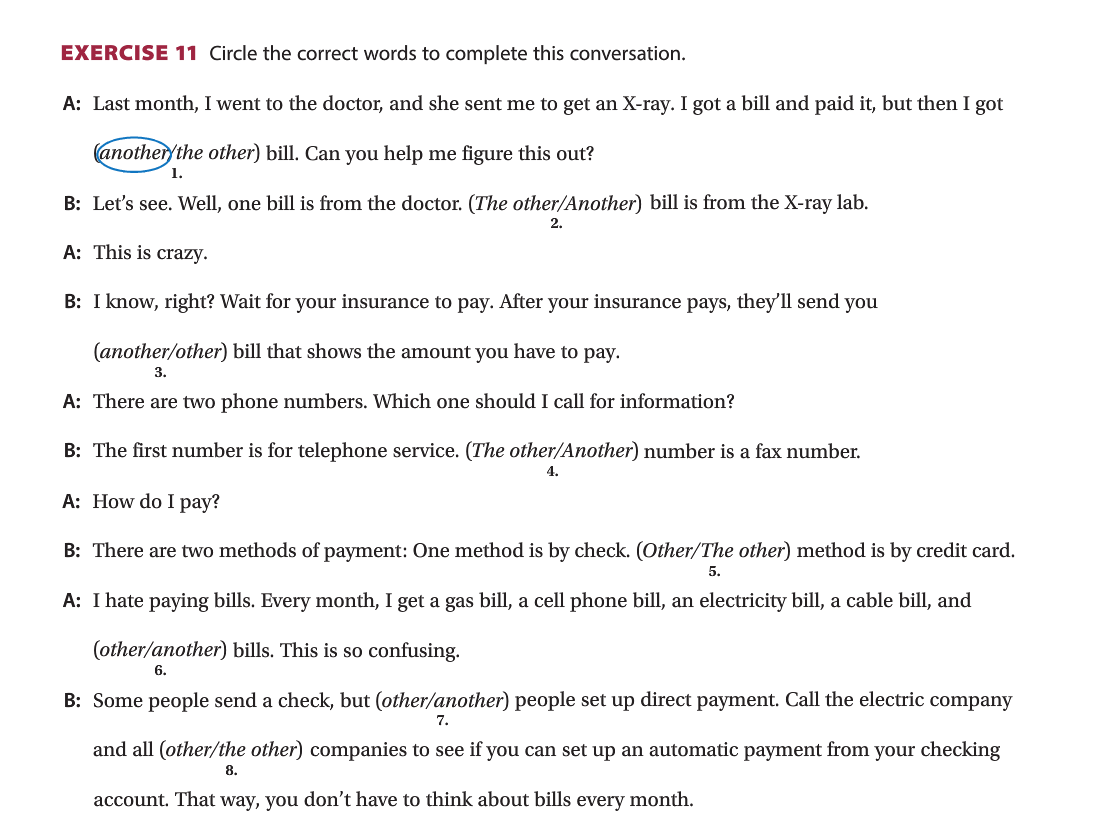 EXERCISE 11 Circle the correct words to complete this conversation.
A: Last month, I went to the doctor, and she sent me to get an X-ray. I got a bill and paid it, but then I got
(another/the other) bill. Can you help me figure this out?
1.
B: Let's see. Well, one bill is from the doctor. (The other/Another) bill is from the X-ray lab.
2.
A: This is crazy.
B: I know, right? Wait for your insurance to pay. After your insurance pays, they'll send you
(another/other) bill that shows the amount you have to pay.
3.
A: There are two phone numbers. Which one should I call for information?
B: The first number is for telephone service. (The other/Another) number is a fax number.
4.
A: How do I pay?
B: There are two methods of payment: One method is by check. (Other/The other) method is by credit card.
5.
A: I hate paying bills. Every month, I get a gas bill, a cell phone bill, an electricity bill, a cable bill, and
(other/another) bills. This is so confusing.
6.
B: Some people send a check, but (other/another) people set up direct payment. Call the electric company
7.
and all (other/the other) companies to see if you can set up an automatic payment from your checking
8.
account. That way, you don't have to think about bills every month.